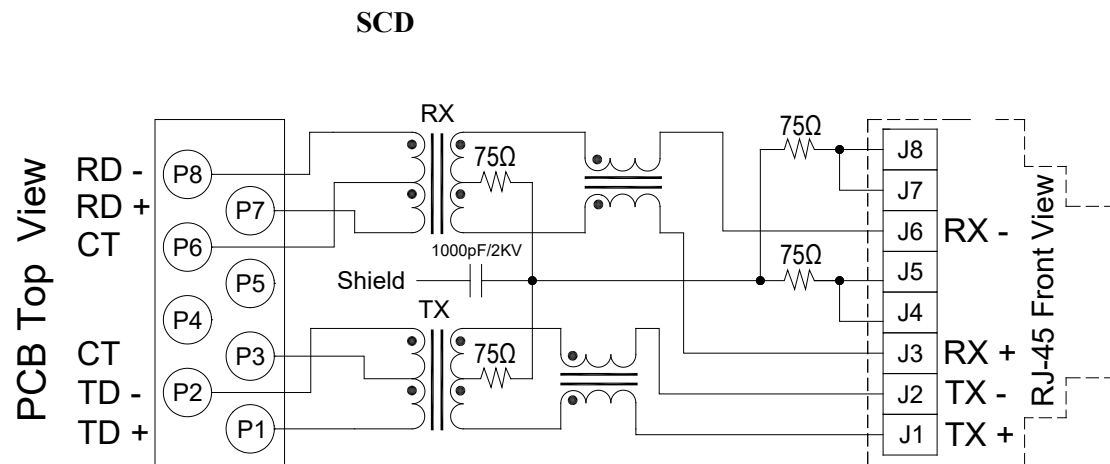 SCD
RX
75Ω
75Ω
J8
RD -
P8
RD +
P7
J7
CT
P6
J6 RX -
1000pF/2KV
75Ω
P5
Shield
J5
P4
TX
J4
CT
P3
75Ω
J3 RX +
TD -
P2
J2 TX -
TD +
P1
J1 TX +
PCB Top View
RJ-45 Front View